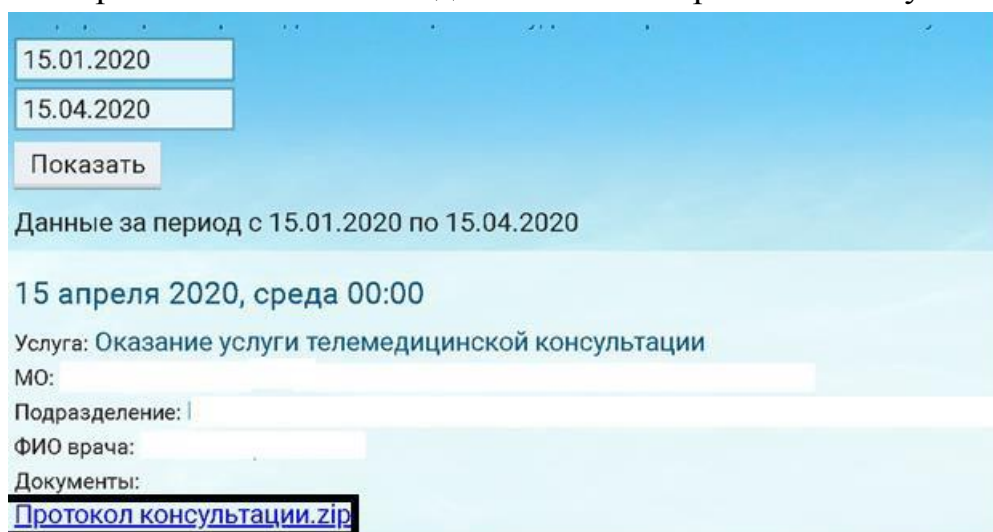 15.01.2020
15.04.2020
Показать
Данные за период с 15.01.2020 по 15.04.2020
15 апреля 2020, среда 00:00
Услуга: Оказание услуги телемедицинской консультации
МО:
Подразделение:
ФИО врача:
Документы:
Протокол консультации.zip